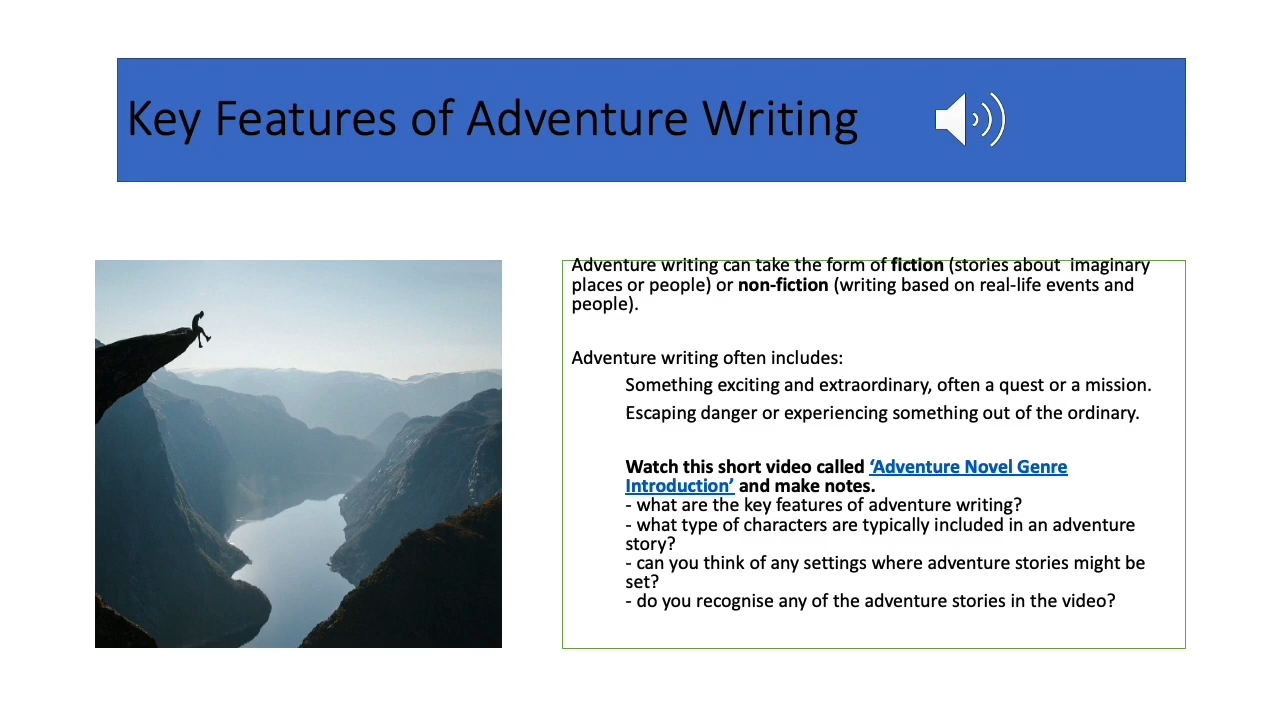 Key Features of Adventure Writing
Adventure writing can take the form of fiction (stories about  imaginary
places or people) or non-fiction (writing based on real-life events and
people).
Adventure writing often includes:
Something exciting and extraordinary, often a quest or a mission.
Escaping danger or experiencing something out of the ordinary.
Watch this short video called ‘Adventure Novel Genre
Introduction’ and make notes.
- what are the key features of adventure writing?
- what type of characters are typically included in an adventure
story?
- can you think of any settings where adventure stories might be
set?
- do you recognise any of the adventure stories in the video?